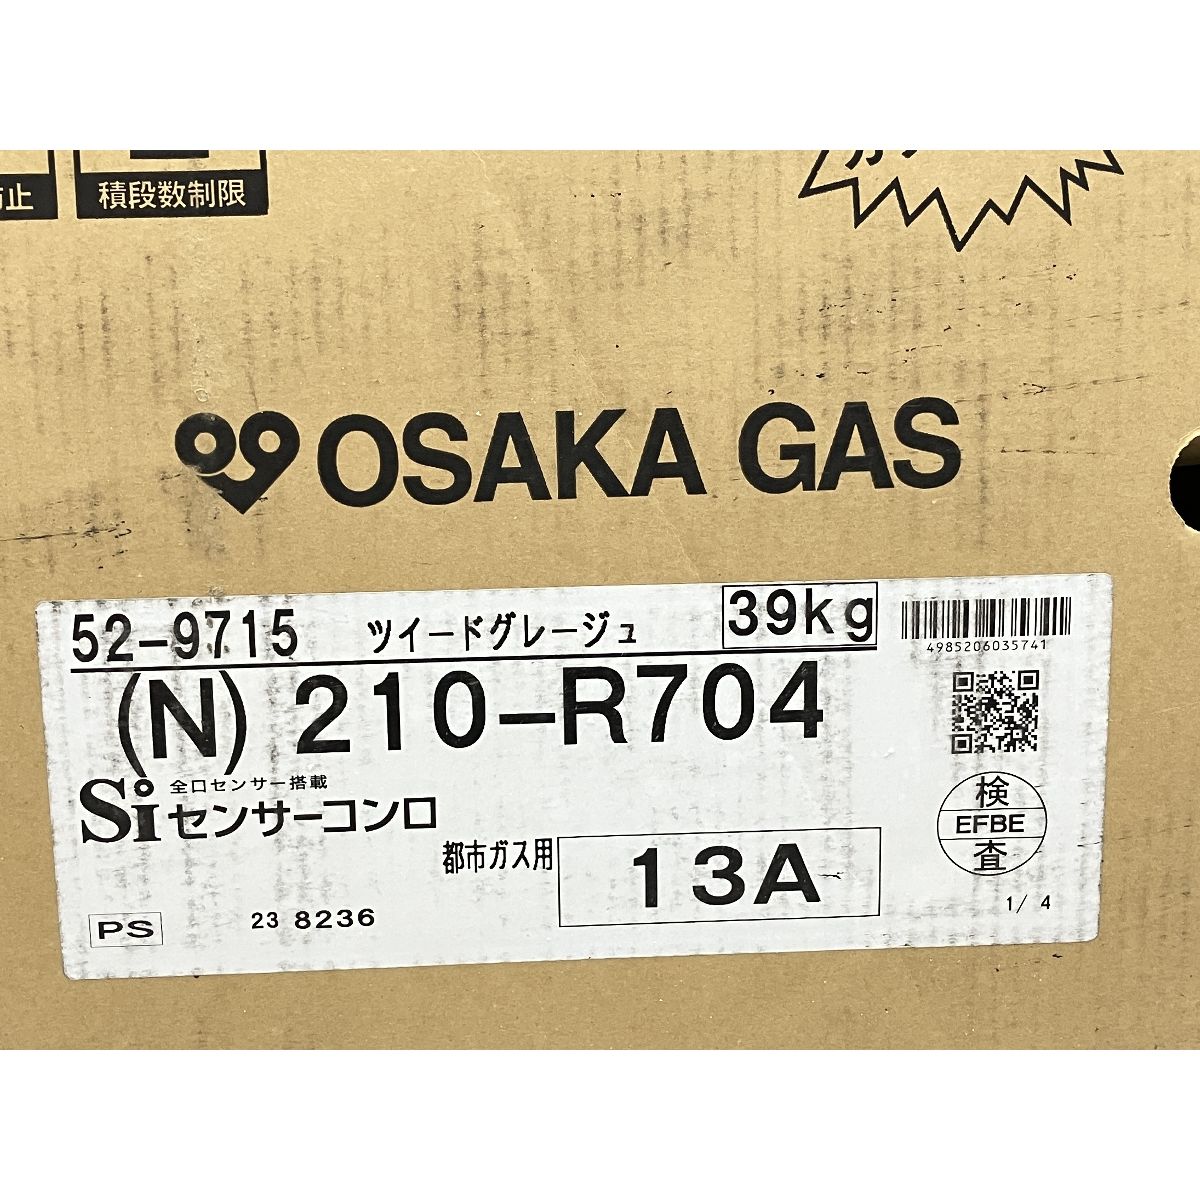 止
積段数制限
OSAKA GAS
52-9715 ツイードグレージュ 39kg
4985206035741
(N) 210-R704
Si 全口センサー搭載
センサーコンロ
都市ガス用 13A
検
EFBE
査
PS 23 8236
1/ 4